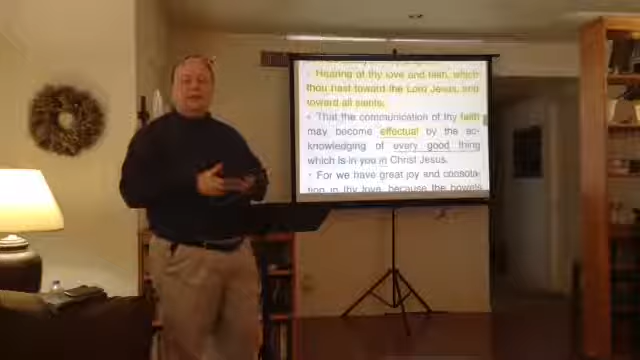 Hearing of thy love and faith, which
thou hast toward the Lord Jesus, and
toward all saints.
That the communication of thy faith
may become effectual by the ac-
knowledging of every good thing
which is in you in Christ Jesus.
For we have great joy and consola-
tion in thy love, because the bowels